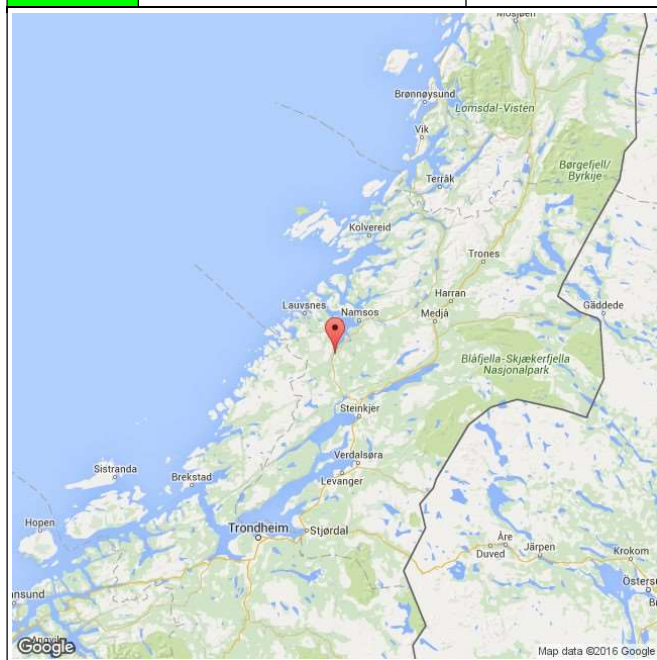 Mosjøen
Brønnøysund
Lomsdal-Visten
Vik
Børgefjell/
Byrkije
Terråk
Kolvereid
Trones
Harran
Gäddede
Lauvsnes
Namsos
Medjå
Blåfjella-Skjækerfjella
Nasjonalpark
Steinkjer
Sistranda
Verdalsøra
Brekstad
Levanger
Hopen
Trondheim
Stjørdal
Åre
Duved
Järpen
Krokom
Östersu
Br
ansund
Google
Map data ©2016 Google